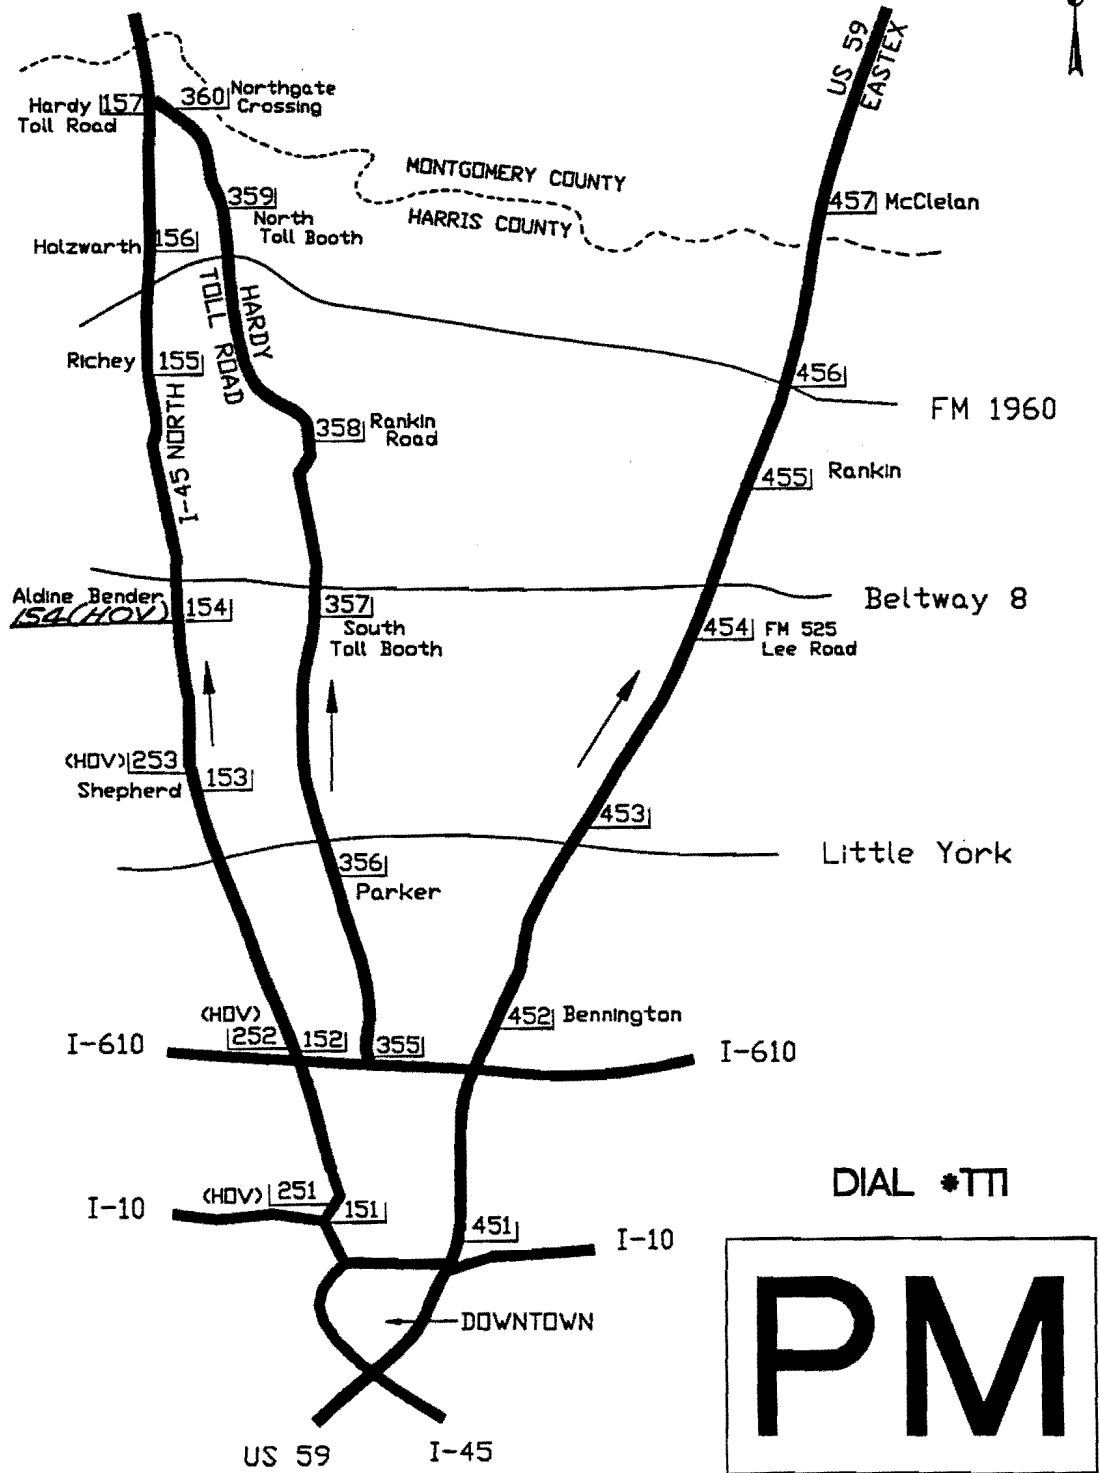 US 59
EASTEX
157
Hardy
Toll Road
360
Northgate
Crossing
MONTGOMERY COUNTY
HARRIS COUNTY
359
North
Toll Booth
457 McClelan
Holzwarth
156
HARDY
TOLL ROAD
Richey
155
456
FM 1960
I-45 NORTH
358
Rankin
Road
455 Rankin
Aldine Bender
154(HOV)
154
357
South
Toll Booth
Beltway 8
454
FM 525
Lee Road
(HOV) 253
Shepherd
153
453
Little York
356
Parker
452 Bennington
(HOV)
252
152
355
I-610
I-610
DIAL *TTI
(HOV) 251
I-10
151
451
I-10
DOWNTOWN
PM
US 59
I-45